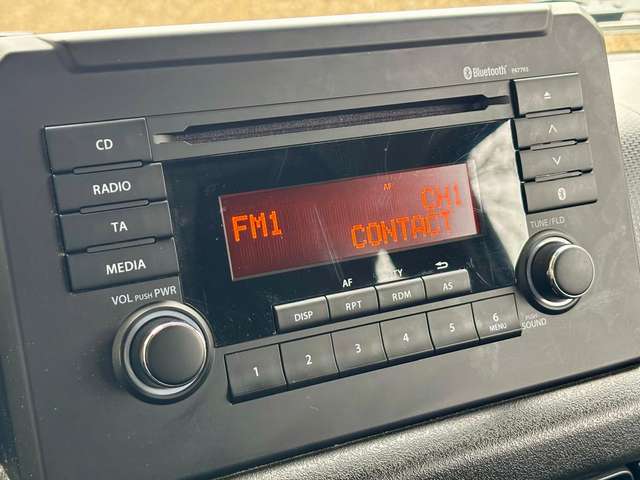 Bluetooth
CD
RADIO
TA
MEDIA
VOL PUSH PWR
AF
CH1
FM1
CONTACT
TUNE/FLD
AF
DISP
RPT
RDM
AS
1
2
3
4
5
6
MENU
PUSH
SOUND